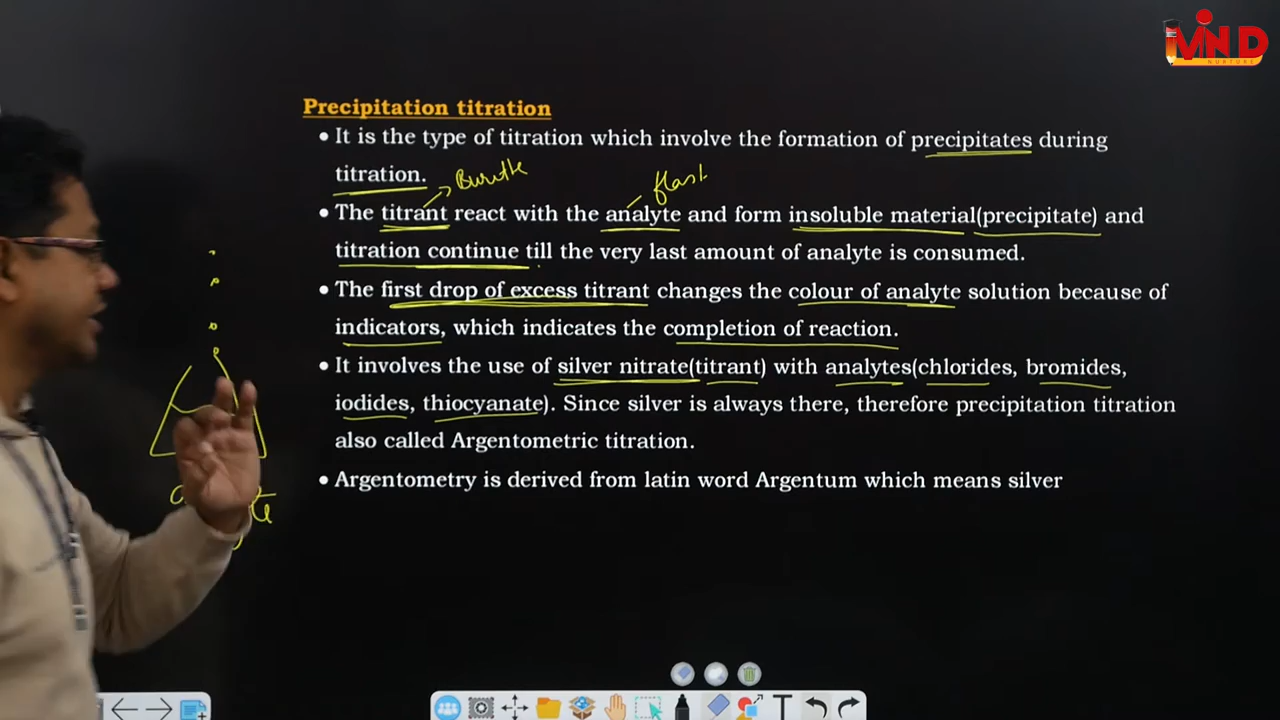 MIND
NURTURE
Precipitation titration
• It is the type of titration which involve the formation of precipitates during
titration.
• The titrant react with the analyte and form insoluble material(precipitate) and
titration continue till the very last amount of analyte is consumed.
• The first drop of excess titrant changes the colour of analyte solution because of
indicators, which indicates the completion of reaction.
• It involves the use of silver nitrate(titrant) with analytes(chlorides, bromides,
iodides, thiocyanate). Since silver is always there, therefore precipitation titration
also called Argentometric titration.
• Argentometry is derived from latin word Argentum which means silver